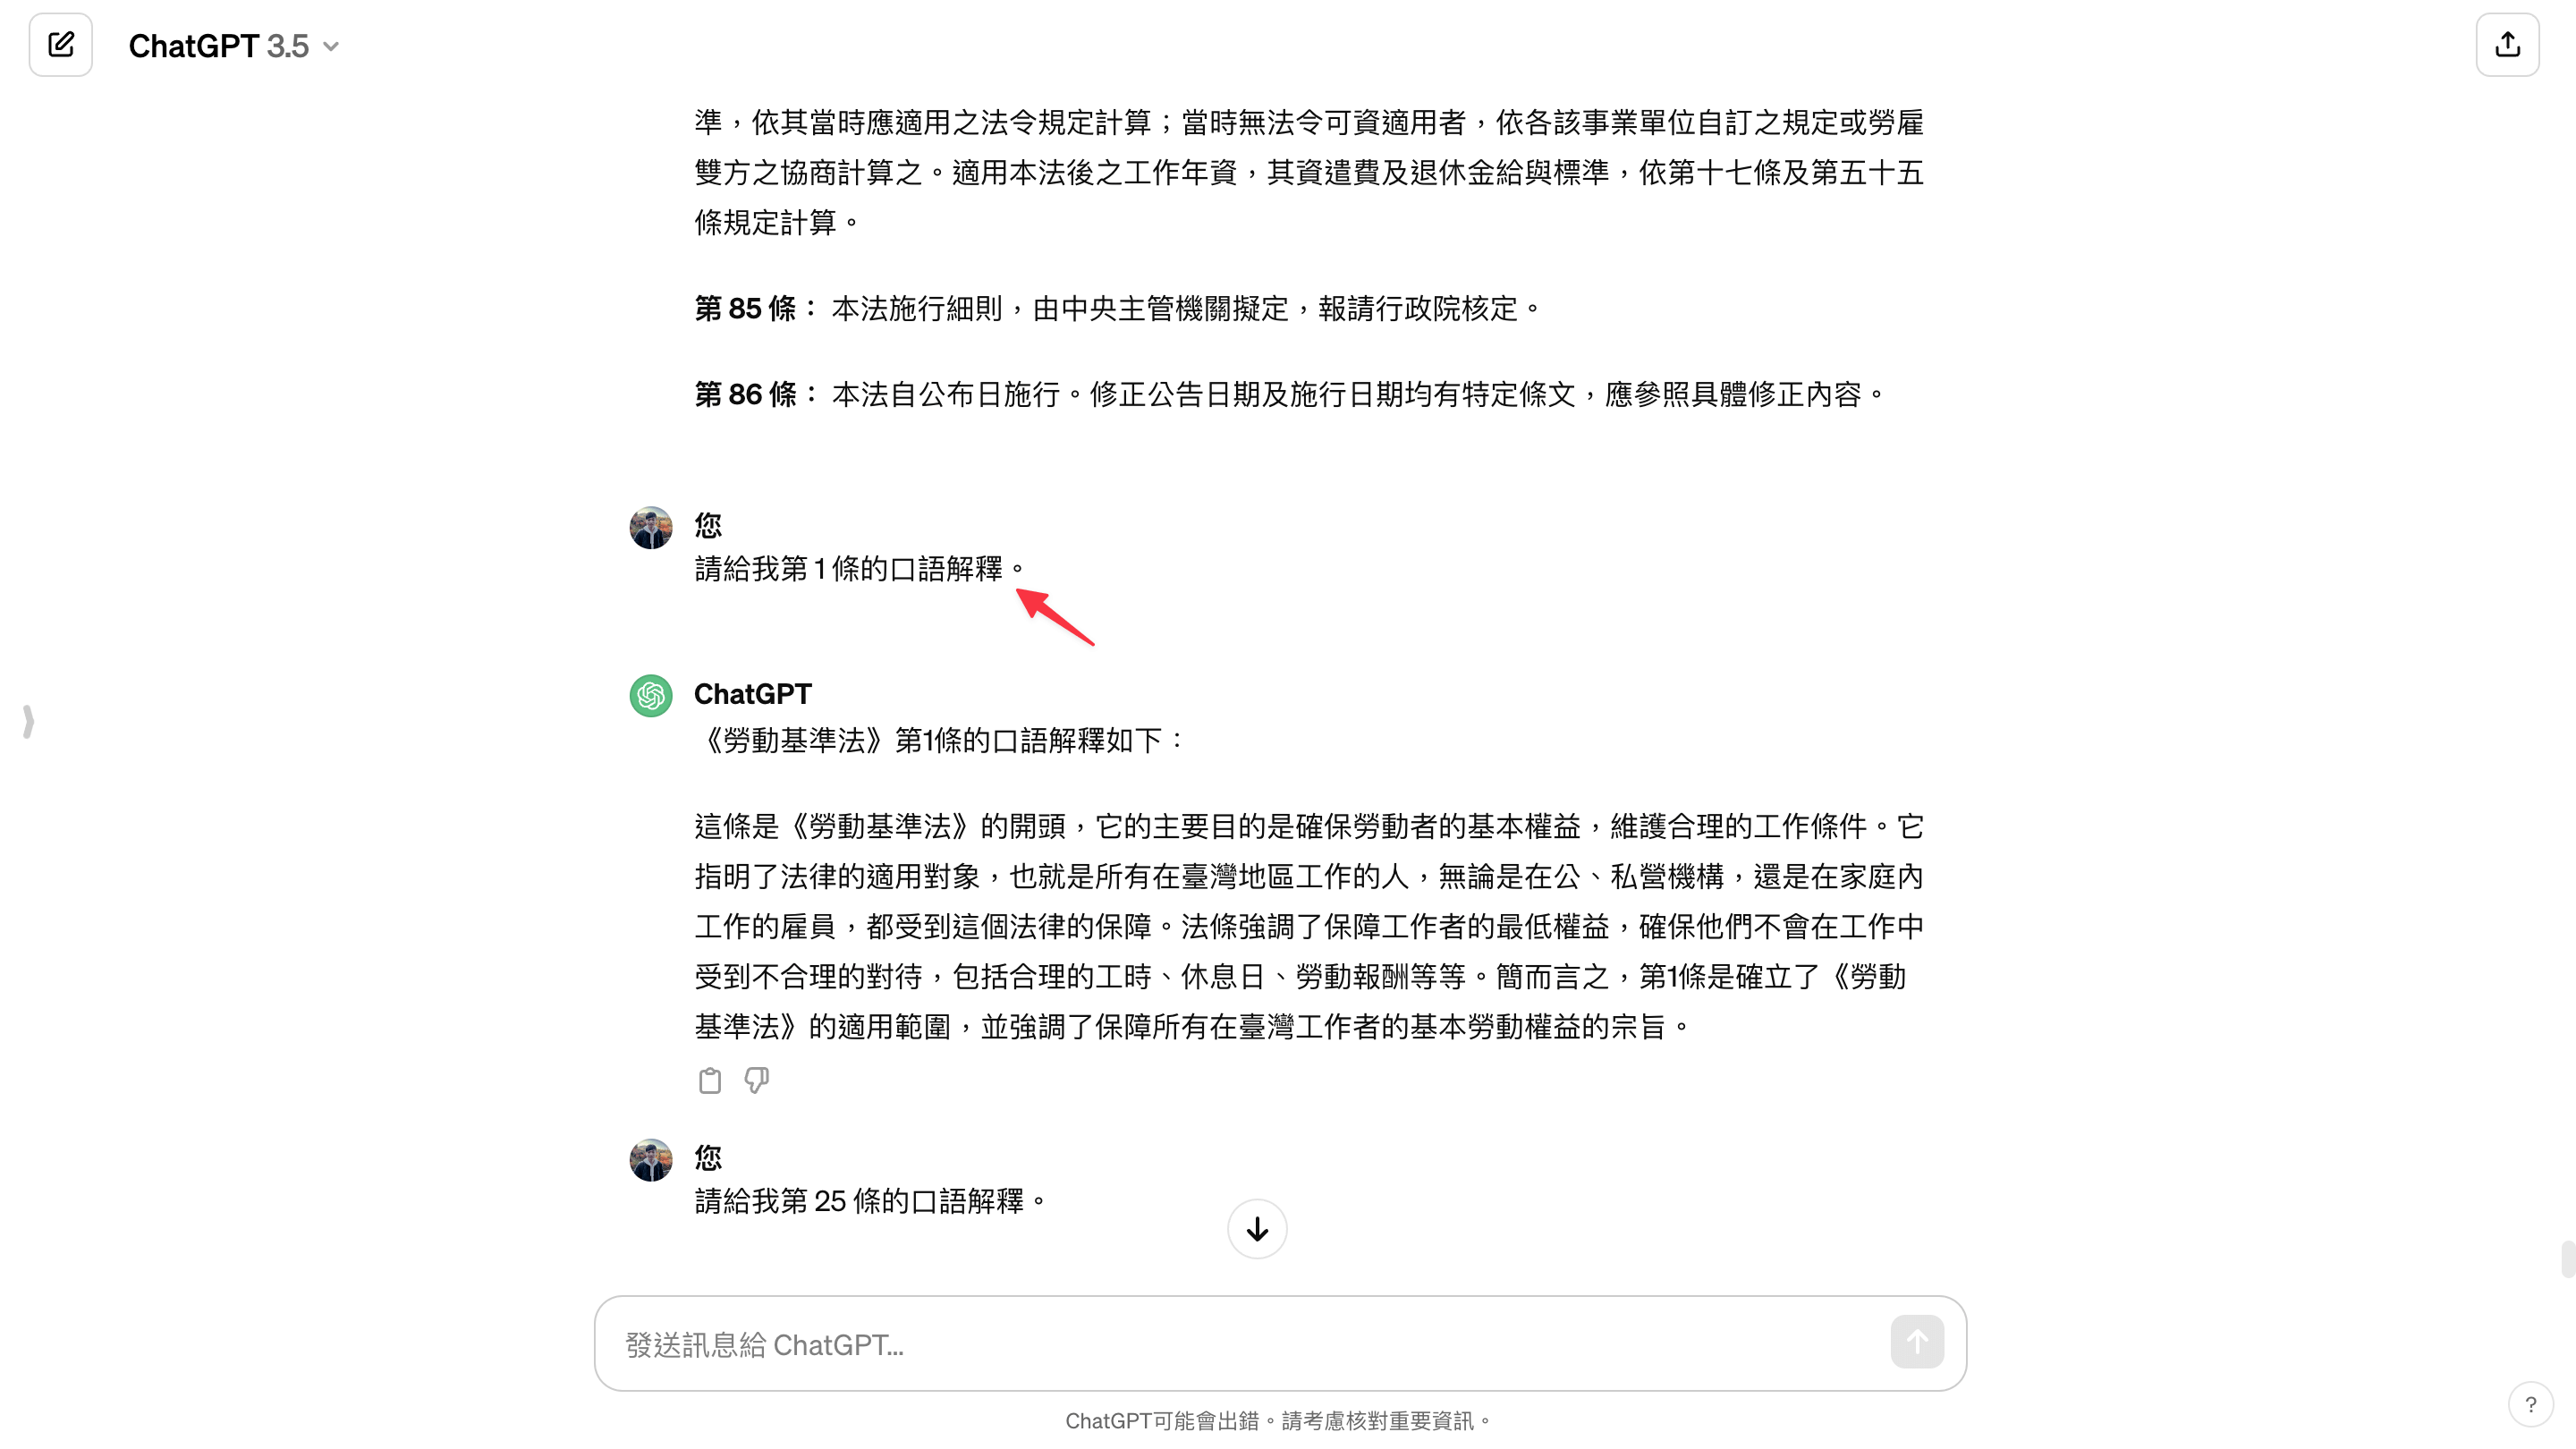 ChatGPT 3.5
準，依其當時應適用之法令規定計算；當時無法令可資適用者，依各該事業單位自訂之規定或勞雇
雙方之協商計算之。適用本法後之工作年資，其資遣費及退休金給與標準，依第十七條及第五十五
條規定計算。
第 85 條： 本法施行細則，由中央主管機關擬定，報請行政院核定。
第 86 條： 本法自公布日施行。修正公告日期及施行日期均有特定條文，應參照具體修正內容。
您
請給我第 1 條的口語解釋。
ChatGPT
《勞動基準法》第1條的口語解釋如下：
這條是《勞動基準法》的開頭，它的主要目的是確保勞動者的基本權益，維護合理的工作條件。它
指明了法律的適用對象，也就是所有在臺灣地區工作的人，無論是在公、私營機構，還是在家庭內
工作的雇員，都受到這個法律的保障。法條強調了保障工作者的最低權益，確保他們不會在工作中
受到不合理的對待，包括合理的工時、休息日、勞動報酬等等。簡而言之，第1條是確立了《勞動
基準法》的適用範圍，並強調了保障所有在臺灣工作者的基本勞動權益的宗旨。
您
請給我第 25 條的口語解釋。
發送訊息給 ChatGPT...
ChatGPT可能會出錯。請考慮核對重要資訊。
?